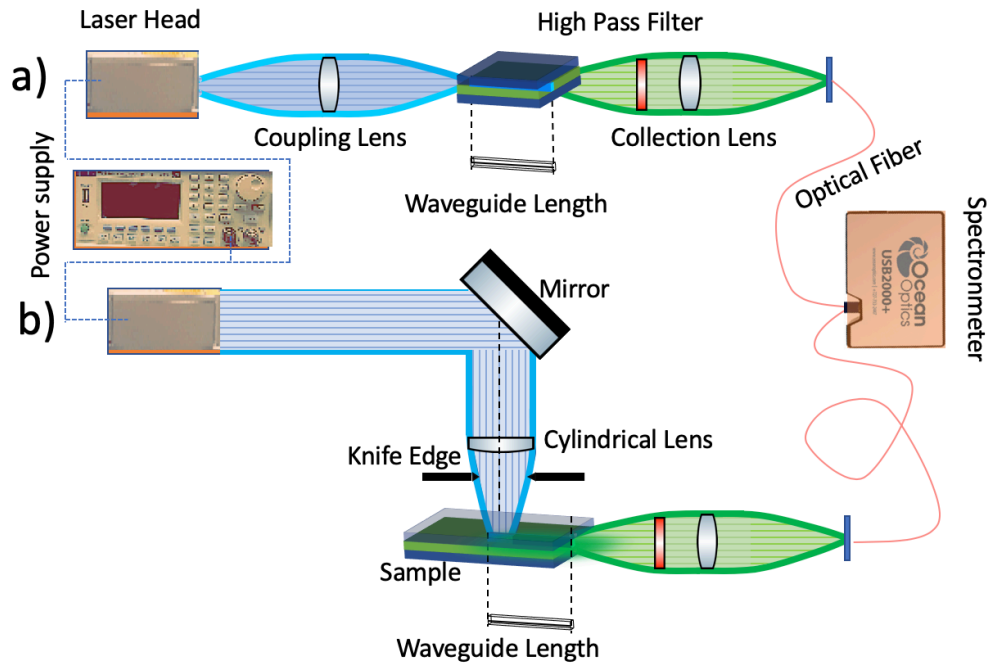 Laser Head
High Pass Filter
a)
Coupling Lens
Collection Lens
Power supply
Waveguide Length
Optical Fiber
Spectronmeter
Ocean
Optics
USB2000+
b)
Mirror
Cylindrical Lens
Knife Edge
Sample
Waveguide Length